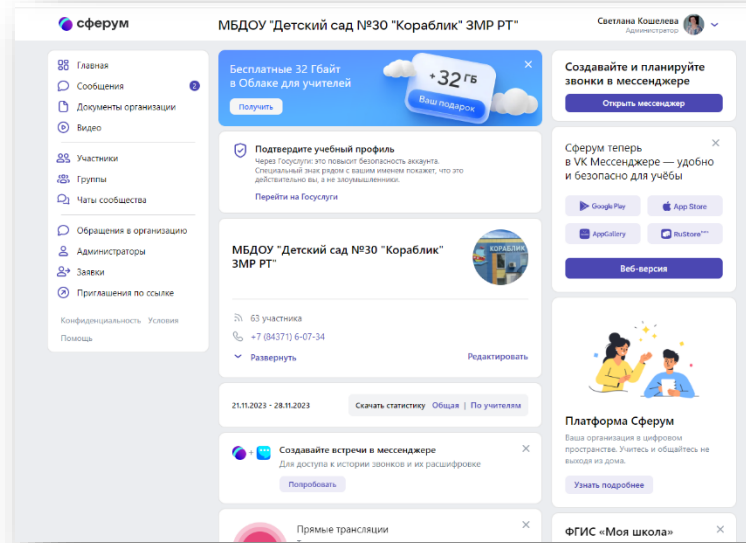 сферум
МБДОУ "Детский сад №30 "Кораблик" ЗМР РТ"
Светлана Кошелева
Администратор
Главная
Сообщения 2
Документы организации
Видео
Участники
Группы
Чаты сообщества
Обращения в организацию
Администраторы
Заявки
Приглашения по ссылке
Конфиденциальность Условия
Помощь
Бесплатные 32 Гбайт
в Облаке для учителей
Получить
+32 ГБ
Ваш подарок
Подтвердите учебный профиль
Через Госуслуги: это повысит безопасность аккаунта.
Специальный знак рядом с вашим именем покажет, что это
действительно вы, а не злоумышленники.
Перейти на Госуслуги
МБДОУ "Детский сад №30 "Кораблик"
ЗМР РТ"
КОРАБЛИК
63 участника
+7 (84371) 6-07-34
Развернуть
Редактировать
21.11.2023 - 28.11.2023
Скачать статистику Общая | По учителям
Создавайте встречи в мессенджере
Для доступа к истории звонков и их расшифровке
Попробовать
Прямые трансляции
Создавайте и планируйте
звонки в мессенджере
Открыть мессенджер
Сферум теперь
в VK Мессенджере — удобно
и безопасно для учёбы
Google Play
App Store
AppGallery
RuStore
Веб-версия
Платформа Сферум
Ваша организация в цифровом
пространстве. Учитесь и общайтесь не
выходя из дома.
Узнать подробнее
ФГИС «Моя школа»